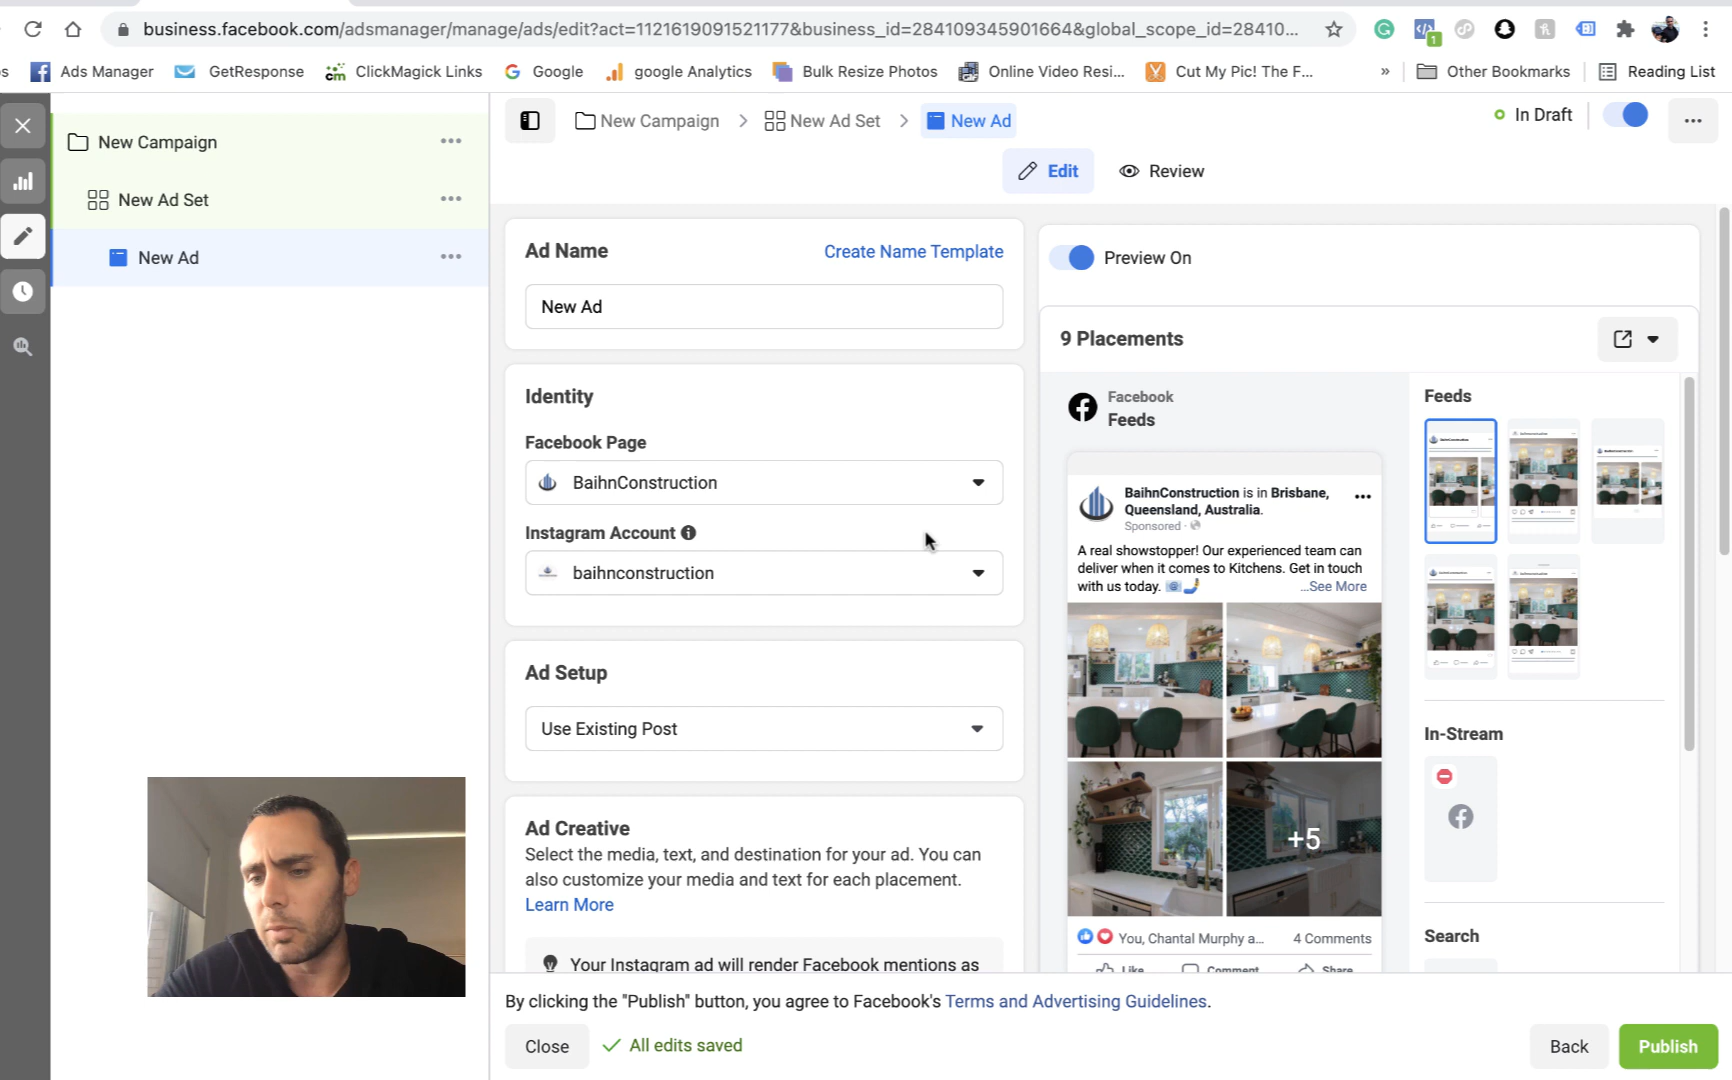 business.facebook.com/adsmanager/manage/ads/edit?act=1121619091521177&business_id=284109345901664&global_scope_id=28410...
1
s
Ads Manager
GetResponse
cm
ClickMagick Links
Google
google Analytics
Bulk Resize Photos
Online Video Resi...
Cut My Pic! The F...
»
Other Bookmarks
Reading List
New Campaign
New Ad Set
New Ad
New Campaign > New Ad Set > New Ad
In Draft
Edit
Review
Ad Name
Create Name Template
New Ad
Identity
Facebook Page
BaihnConstruction
Instagram Account
baihnconstruction
Ad Setup
Use Existing Post
Ad Creative
Select the media, text, and destination for your ad. You can
also customize your media and text for each placement.
Learn More
Your Instagram ad will render Facebook mentions as
Preview On
9 Placements
Facebook
Feeds
BaihnConstruction is in Brisbane,
Queensland, Australia.
Sponsored ·
A real showstopper! Our experienced team can
deliver when it comes to Kitchens. Get in touch
with us today. 📷🤳 ...See More
+5
You, Chantal Murphy a...
4 Comments
Like
Comment
Share
Feeds
In-Stream
Search
By clicking the "Publish" button, you agree to Facebook's Terms and Advertising Guidelines.
Close
All edits saved
Back
Publish